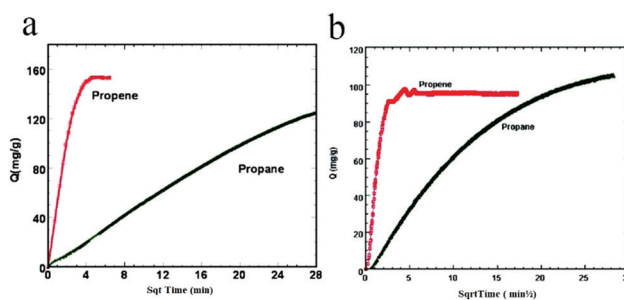 a
160
120
80
40
0
Q(mg/g)
Propene
Propane
0 4 8 12 16 20 24 28
Sqt Time (min)
b
120
100
80
60
40
20
0
Q (mg/g)
Propene
Propane
0 5 10 15 20 25
SqrtTime ( min½)